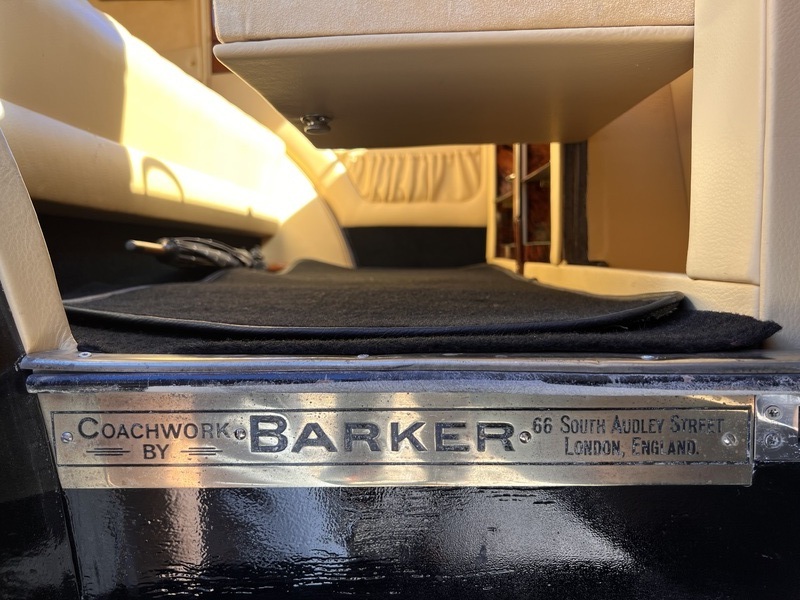 COACHWORK BY
BARKER
66 SOUTH AUDLEY STREET
LONDON, ENGLAND.